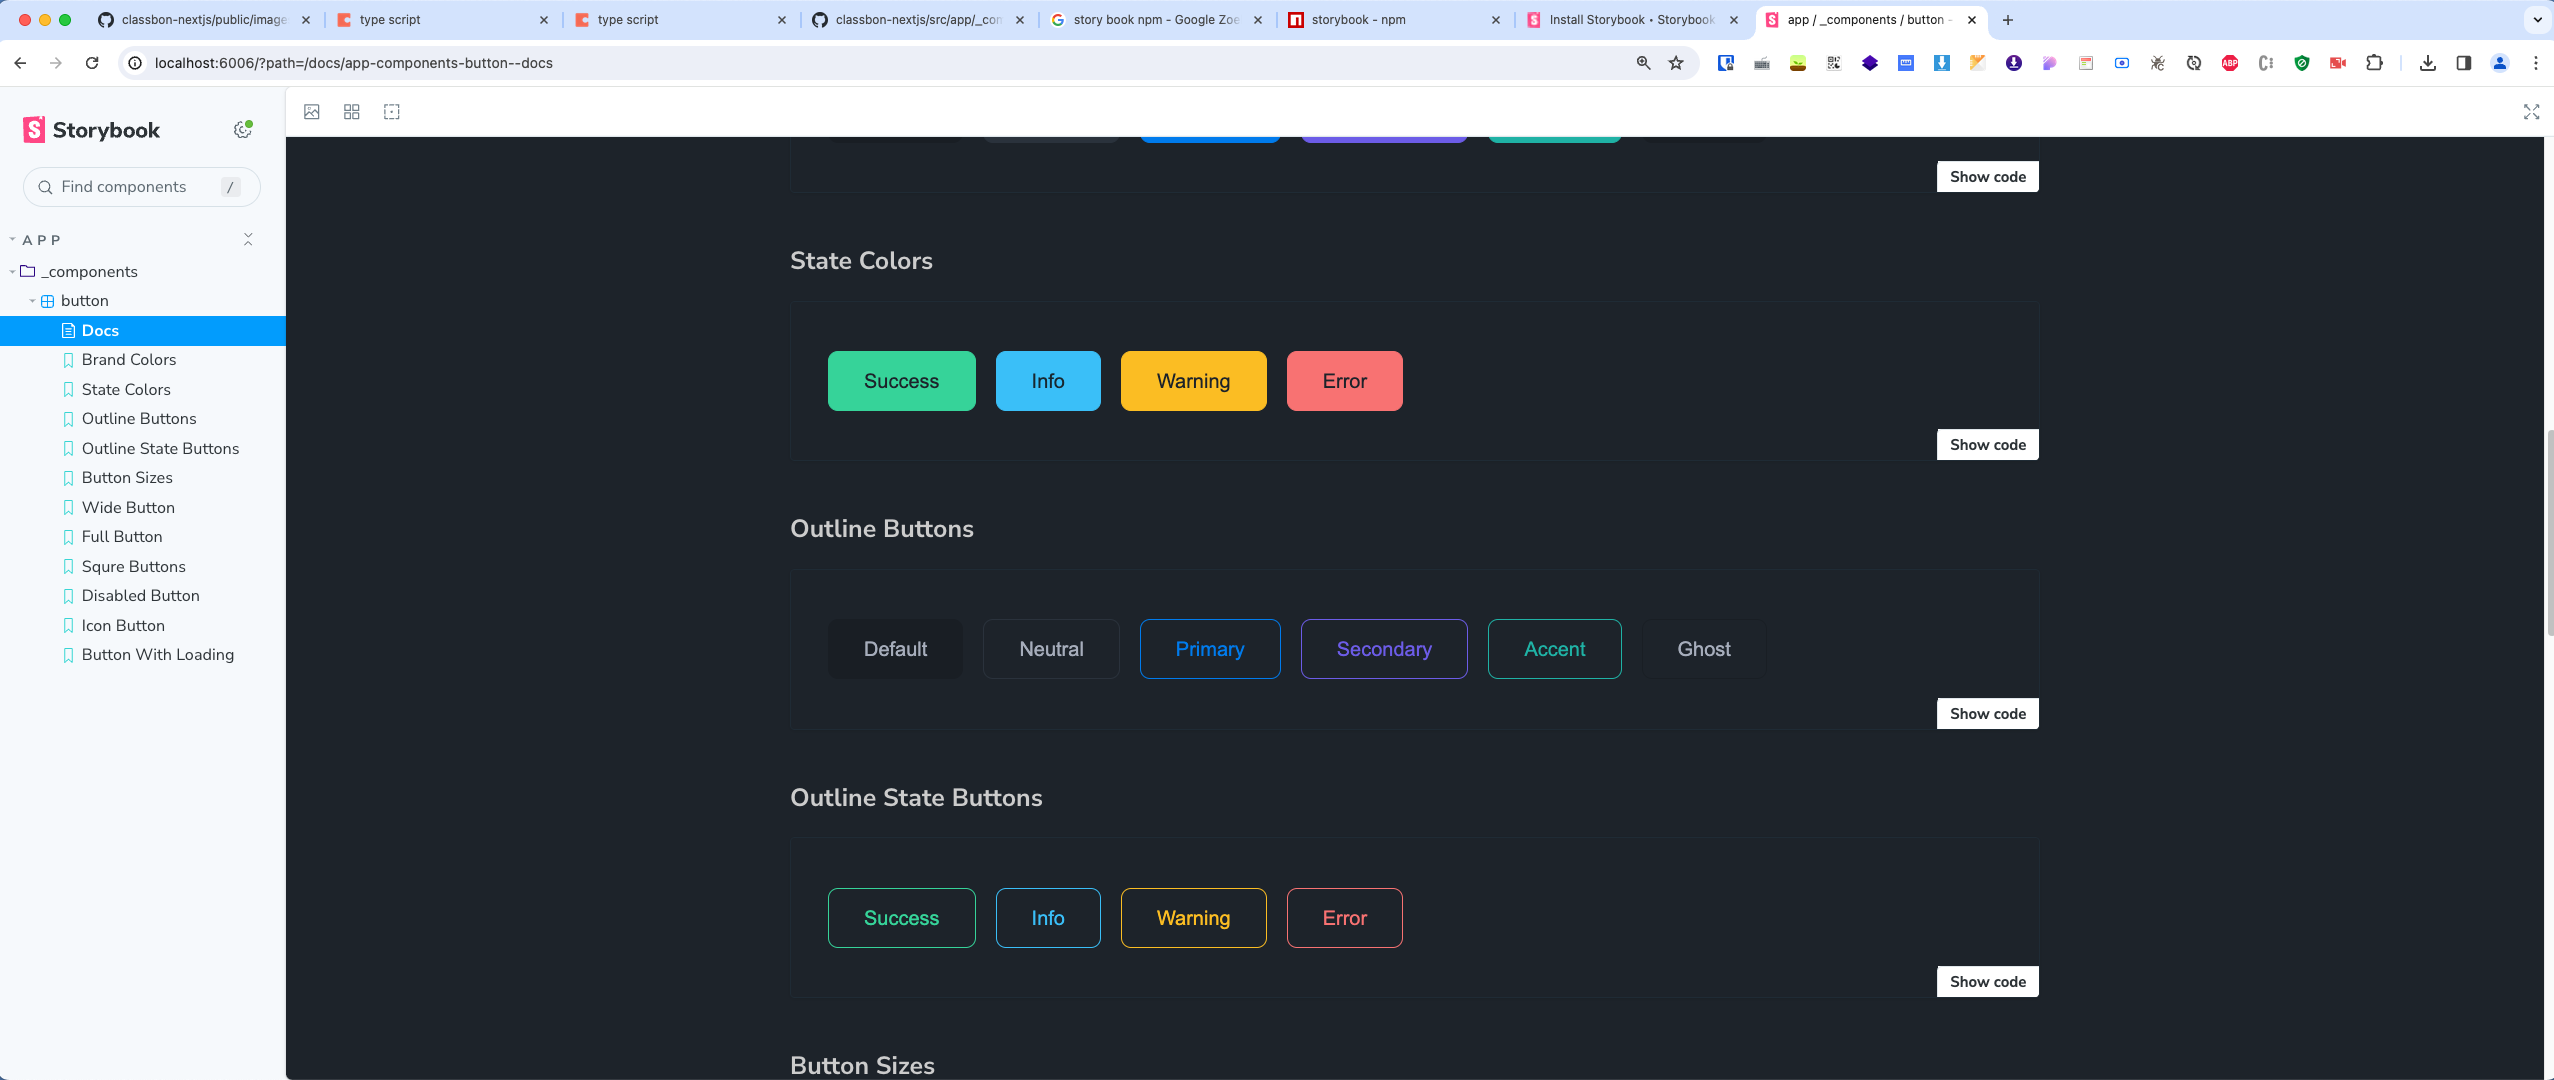 classbon-nextjs/public/image
type script
type script
classbon-nextjs/src/app/_con
story book npm - Google Zoe
storybook - npm
Install Storybook • Storybook
app / _components / button -
localhost:6006/?path=/docs/app-components-button--docs
Storybook
Find components /
APP
_components
button
Docs
Brand Colors
State Colors
Outline Buttons
Outline State Buttons
Button Sizes
Wide Button
Full Button
Squre Buttons
Disabled Button
Icon Button
Button With Loading
Show code
State Colors
Success Info Warning Error
Show code
Outline Buttons
Default Neutral Primary Secondary Accent Ghost
Show code
Outline State Buttons
Success Info Warning Error
Show code
Button Sizes